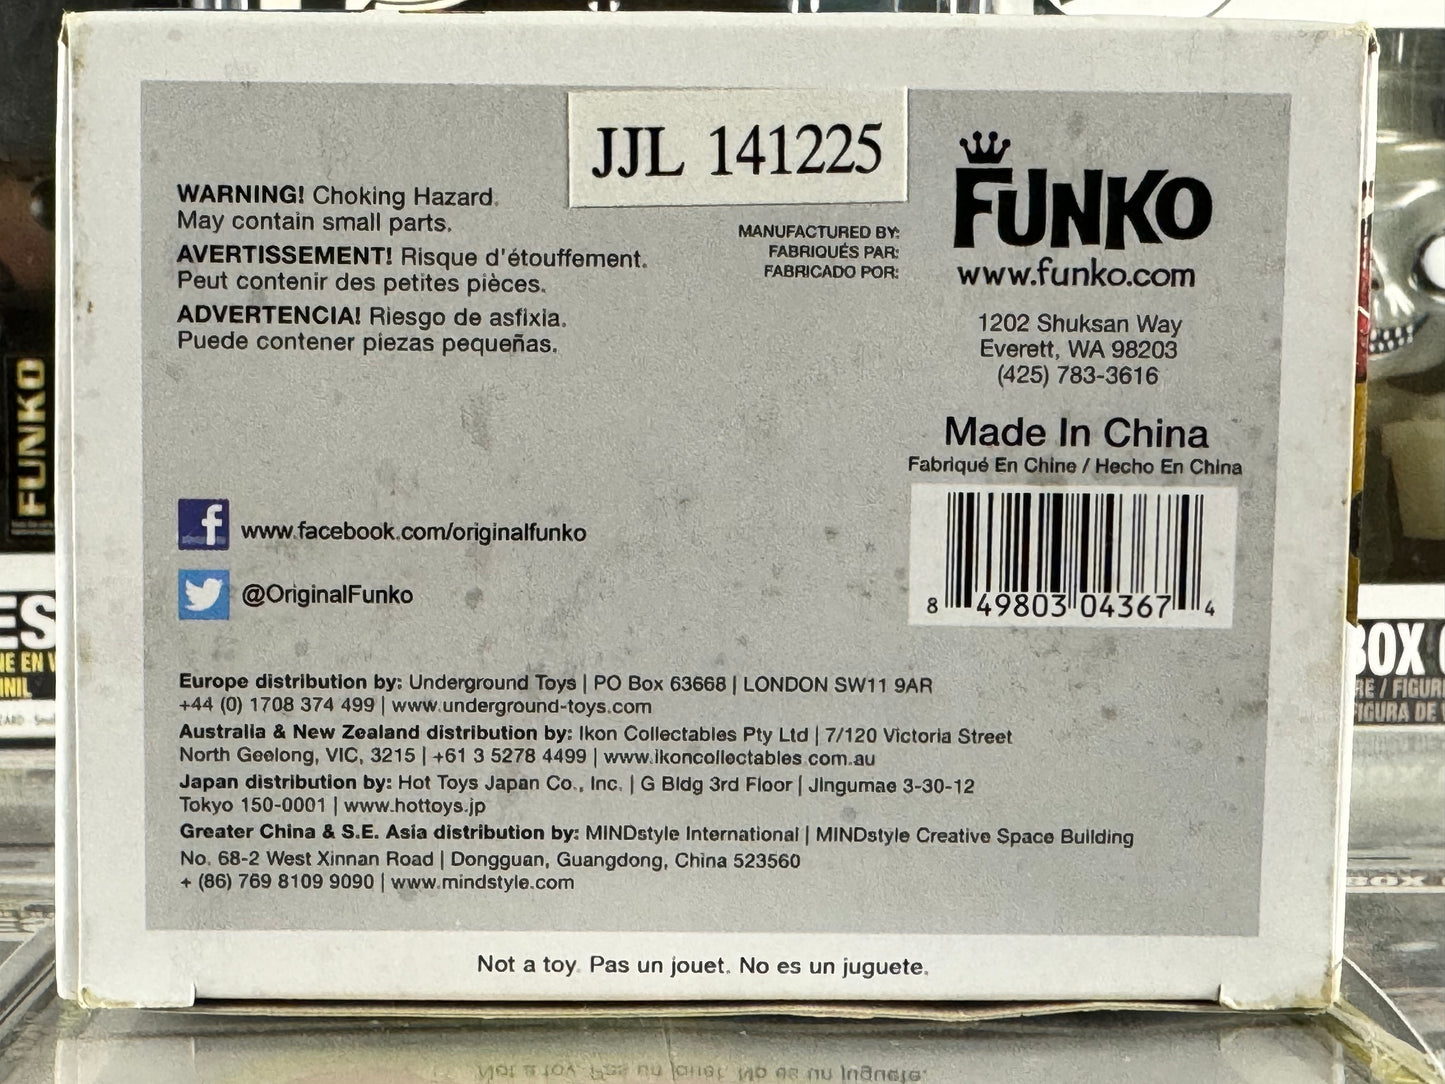 JJL 141225
WARNING! Choking Hazard.
May contain small parts.
AVERTISSEMENT! Risque d'étouffement.
Peut contenir des petites pièces.
ADVERTENCIA! Riesgo de asfixia.
Puede contener piezas pequeñas.
MANUFACTURED BY:
FABRIQUÉS PAR:
FABRICADO POR:
FUNKO
www.funko.com
1202 Shuksan Way
Everett, WA 98203
(425) 783-3616
Made In China
Fabriqué En Chine / Hecho En China
8 49803 04367 4
f www.facebook.com/originalfunko
@OriginalFunko
Europe distribution by: Underground Toys | PO Box 63668 | LONDON SW11 9AR
+44 (0) 1708 374 499 | www.underground-toys.com
Australia & New Zealand distribution by: Ikon Collectables Pty Ltd | 7/120 Victoria Street
North Geelong, VIC, 3215 | +61 3 5278 4499 | www.ikoncollectables.com.au
Japan distribution by: Hot Toys Japan Co., Inc. | G Bldg 3rd Floor | Jingumae 3-30-12
Tokyo 150-0001 | www.hottoys.jp
Greater China & S.E. Asia distribution by: MINDstyle International | MINDstyle Creative Space Building
No. 68-2 West Xinnan Road | Dongguan, Guangdong, China 523560
+ (86) 769 8109 9090 | www.mindstyle.com
Not a toy. Pas un jouet. No es un juguete.
FUNKO